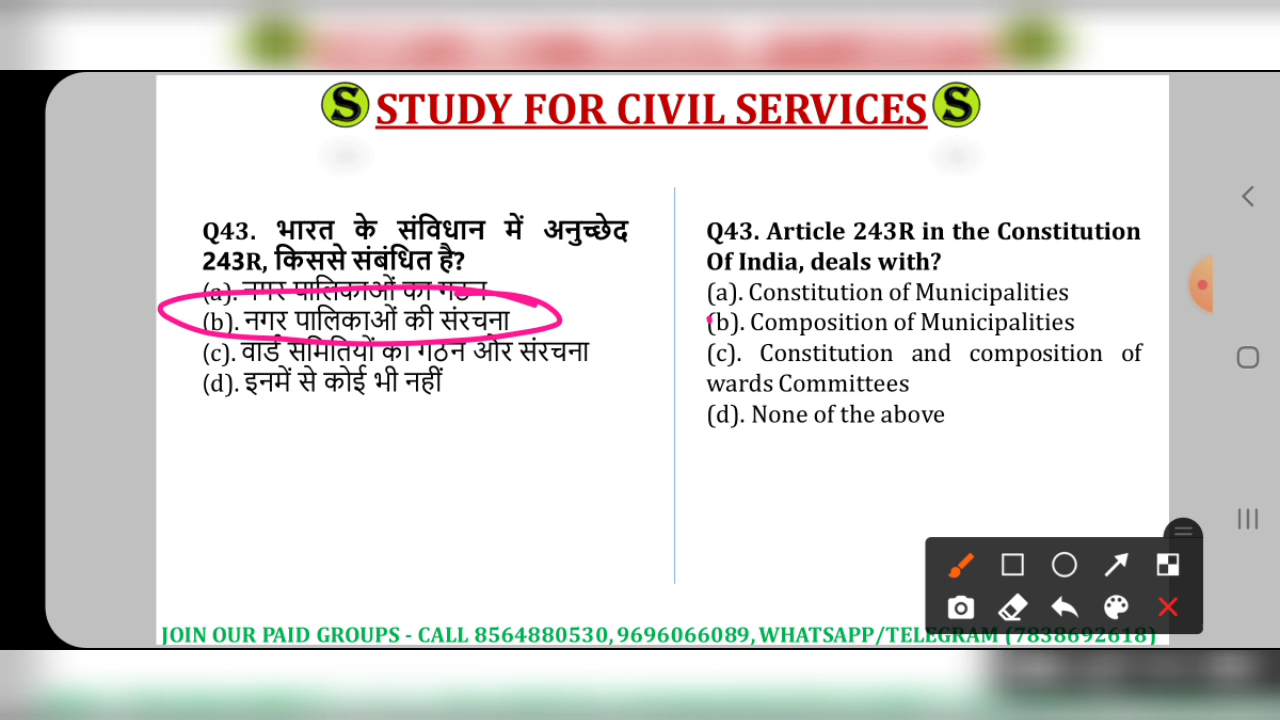 S STUDY FOR CIVIL SERVICES S
Q43. भारत के संविधान में अनुच्छेद
243R, किससे संबंधित है?
(a). नगर पालिकाओं का गठन
(b). नगर पालिकाओं की संरचना
(c). वार्ड समितियों का गठन और संरचना
(d). इनमें से कोई भी नहीं
Q43. Article 243R in the Constitution
Of India, deals with?
(a). Constitution of Municipalities
(b). Composition of Municipalities
(c). Constitution and composition of
wards Committees
(d). None of the above
JOIN OUR PAID GROUPS - CALL 8564880530, 9696066089, WHATSAPP/TELEGRAM (7838692618)